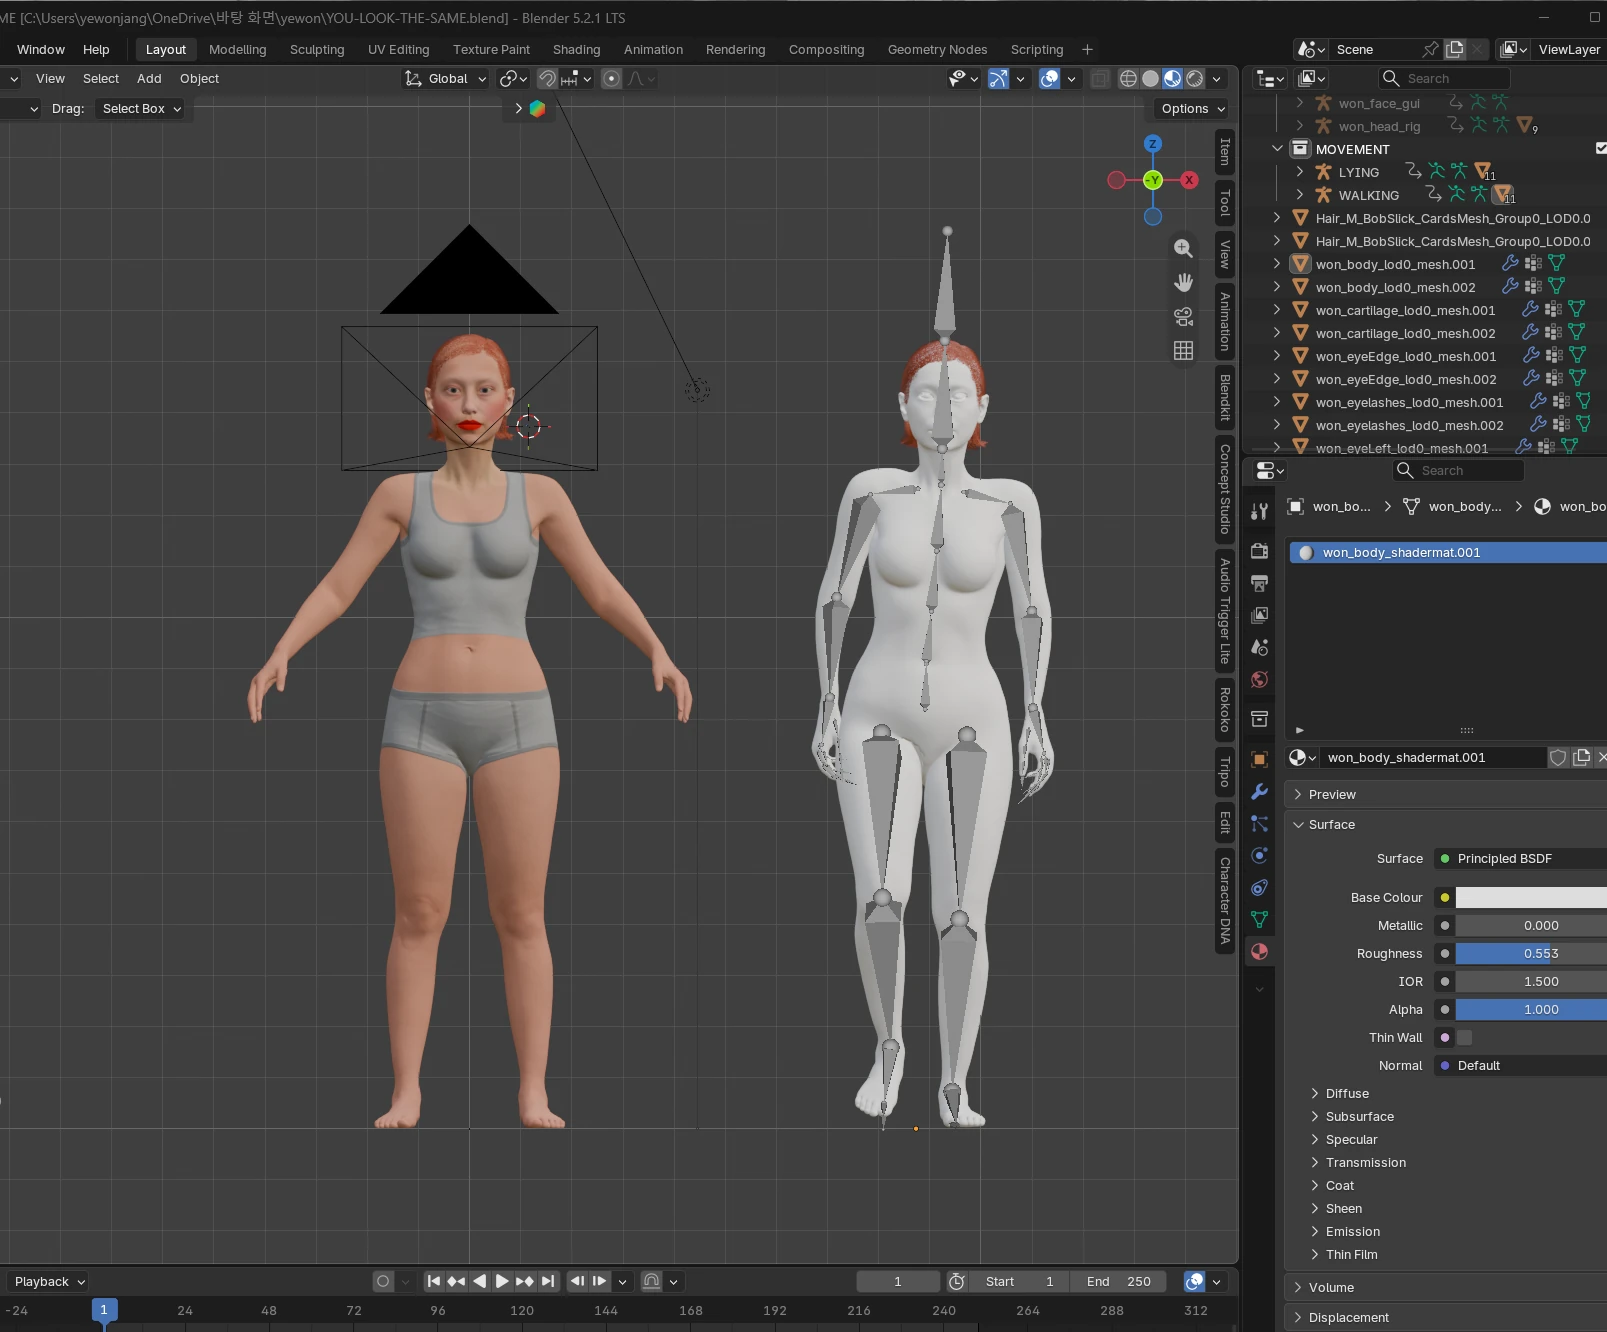 ME [C:\Users\yewonjang\OneDrive\바탕 화면\yewon\YOU-LOOK-THE-SAME.blend] - Blender 5.2.1 LTS
Window Help Layout Modelling Sculpting UV Editing Texture Paint Shading Animation Rendering Compositing Geometry Nodes Scripting + Scene ViewLayer
View Select Add Object Global Search
Drag: Select Box Options
won_face_gui
won_head_rig 9
MOVEMENT
LYING 11
WALKING 11
Hair_M_BobSlick_CardsMesh_Group0_LOD0.0
Hair_M_BobSlick_CardsMesh_Group0_LOD0.0
won_body_lod0_mesh.001
won_body_lod0_mesh.002
won_cartilage_lod0_mesh.001
won_cartilage_lod0_mesh.002
won_eyeEdge_lod0_mesh.001
won_eyeEdge_lod0_mesh.002
won_eyelashes_lod0_mesh.001
won_eyelashes_lod0_mesh.002
won_eyeLeft_lod0_mesh.001
Z
-Y
X
Item
Tool
View
Animation
Blendkit
Concept Studio
Audio Trigger Lite
Rokoko
Tripo
Edit
Character DNA
Search
won_bo... won_body... won_bo
won_body_shadermat.001
won_body_shadermat.001
Preview
Surface
Surface Principled BSDF
Base Colour
Metallic 0.000
Roughness 0.553
IOR 1.500
Alpha 1.000
Thin Wall
Normal Default
Diffuse
Subsurface
Specular
Transmission
Coat
Sheen
Emission
Thin Film
Volume
Displacement
Playback 1 Start 1 End 250
-24 1 24 48 72 96 120 144 168 192 216 240 264 288 312